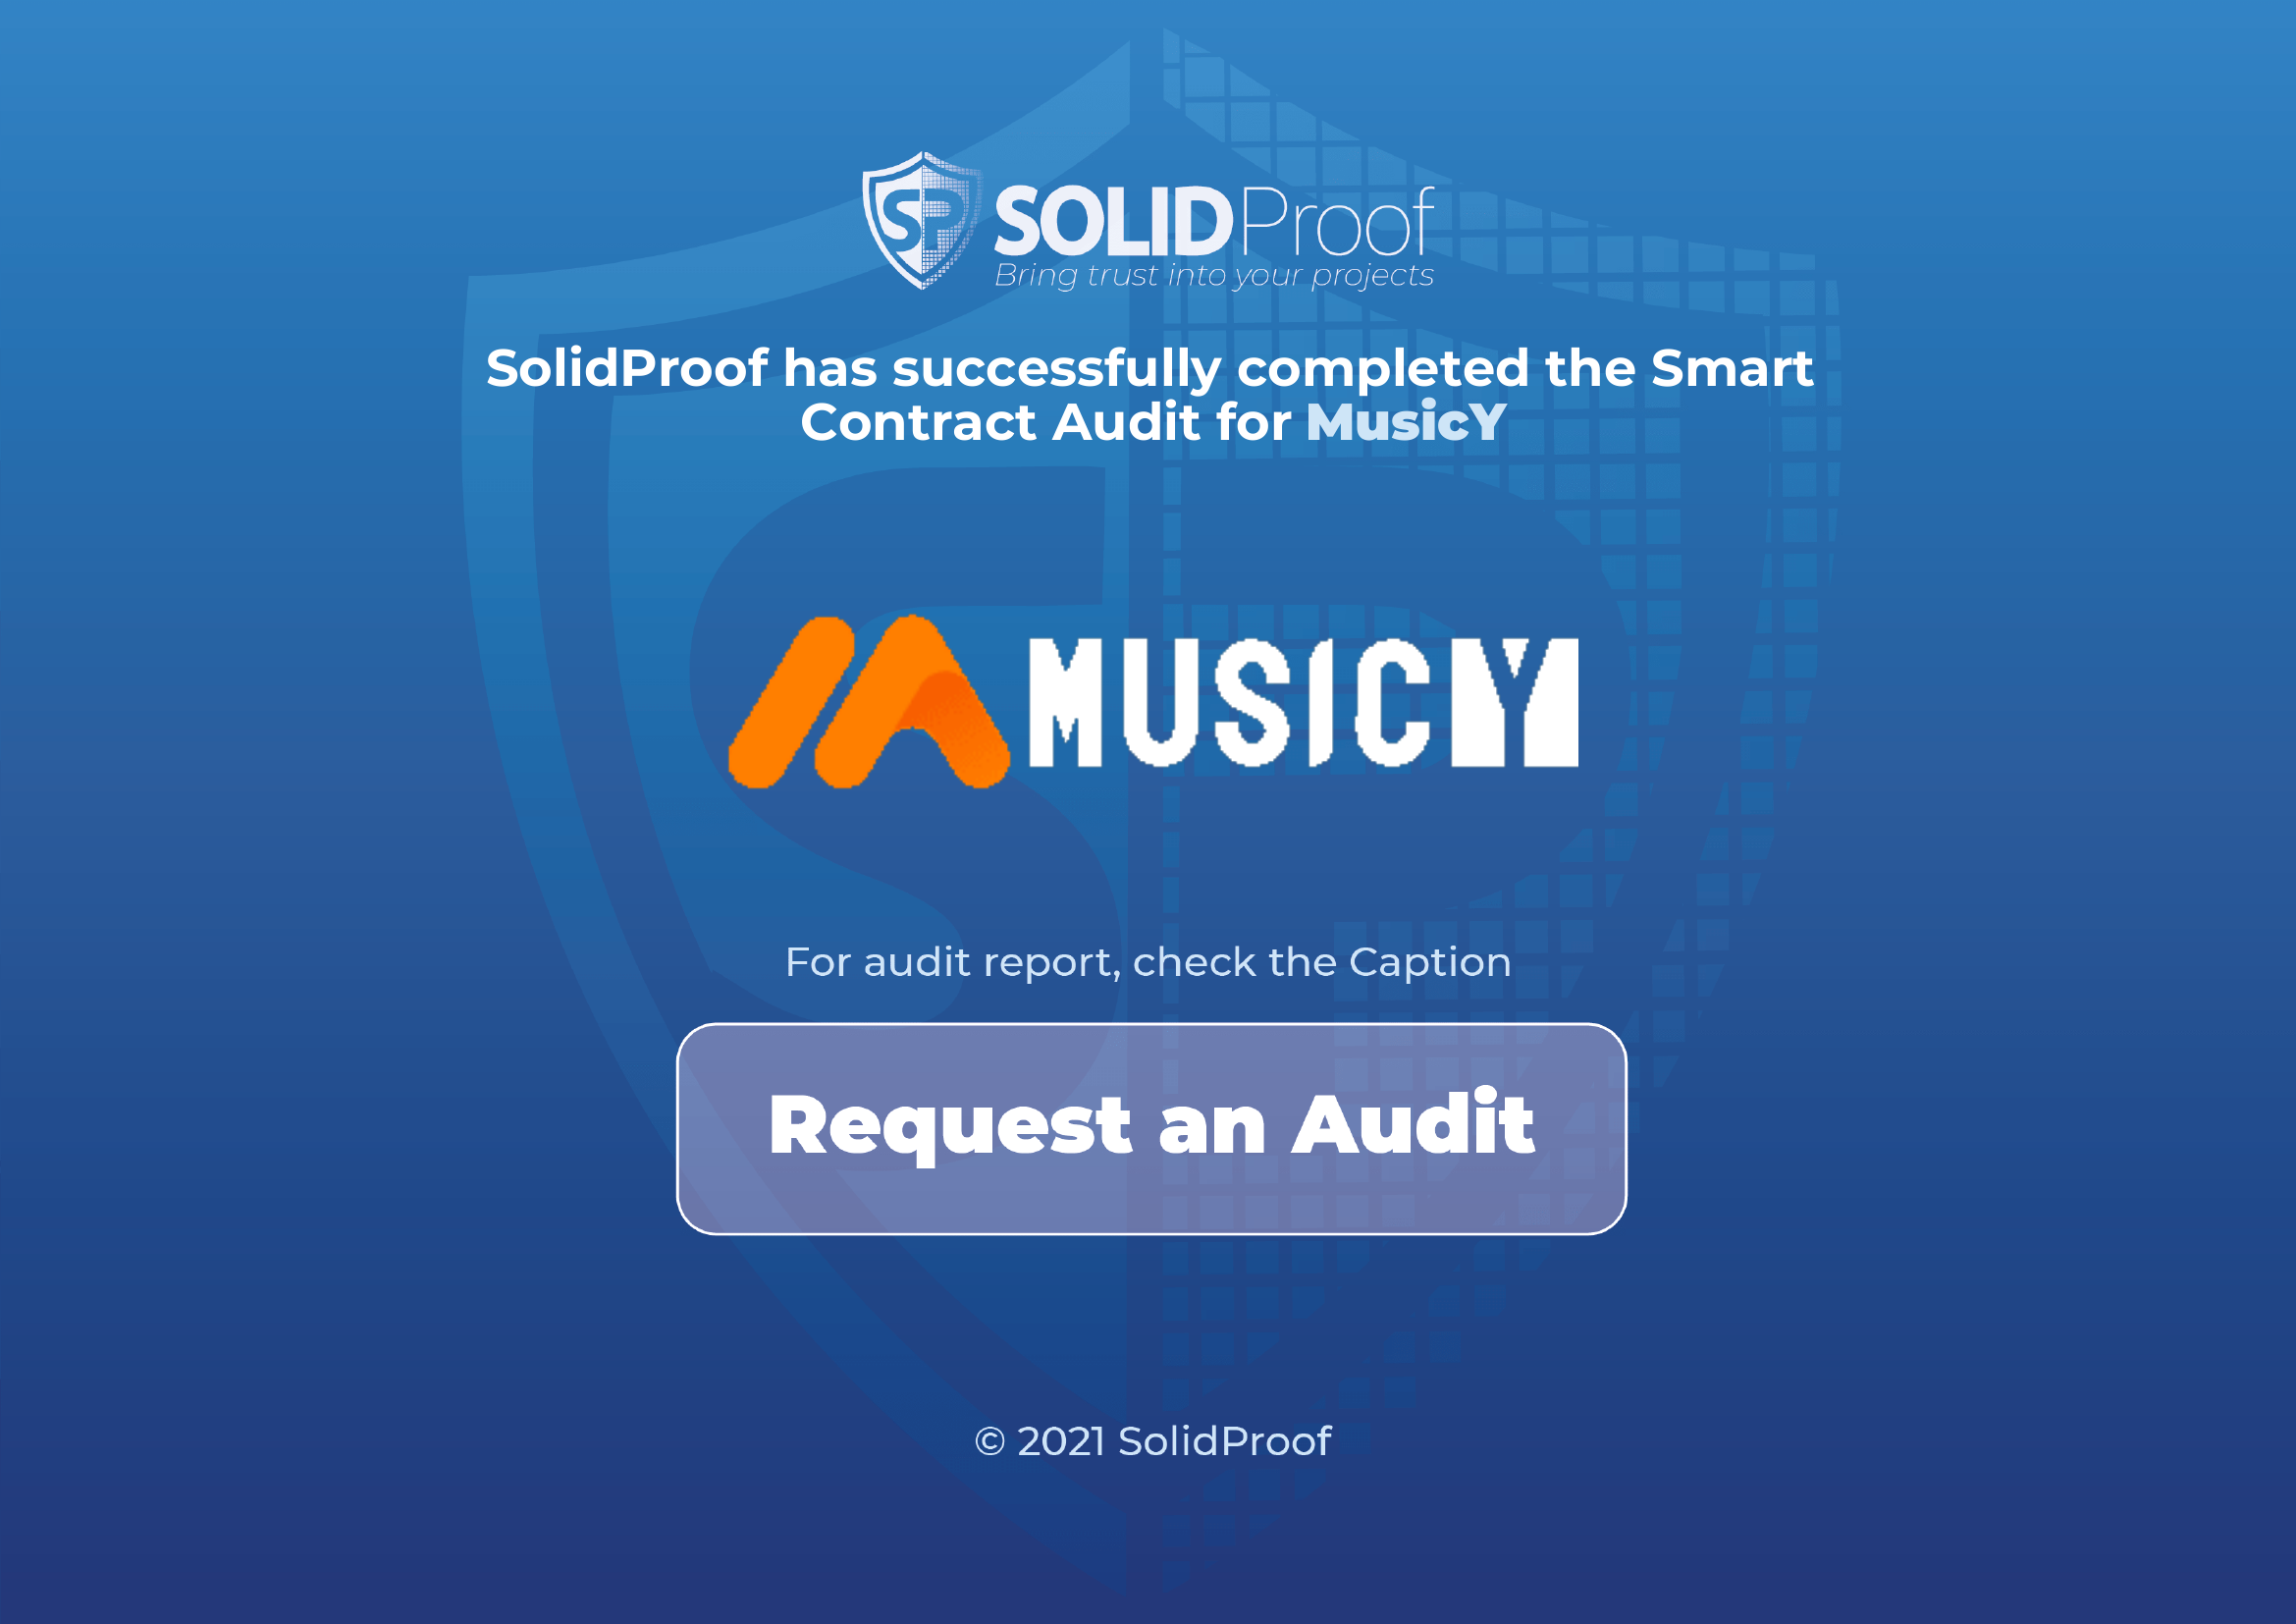 SP SOLIDProof
Bring trust into your projects
SolidProof has successfully completed the Smart
Contract Audit for MusicY
MUSICY
For audit report, check the Caption
Request an Audit
© 2021 SolidProof